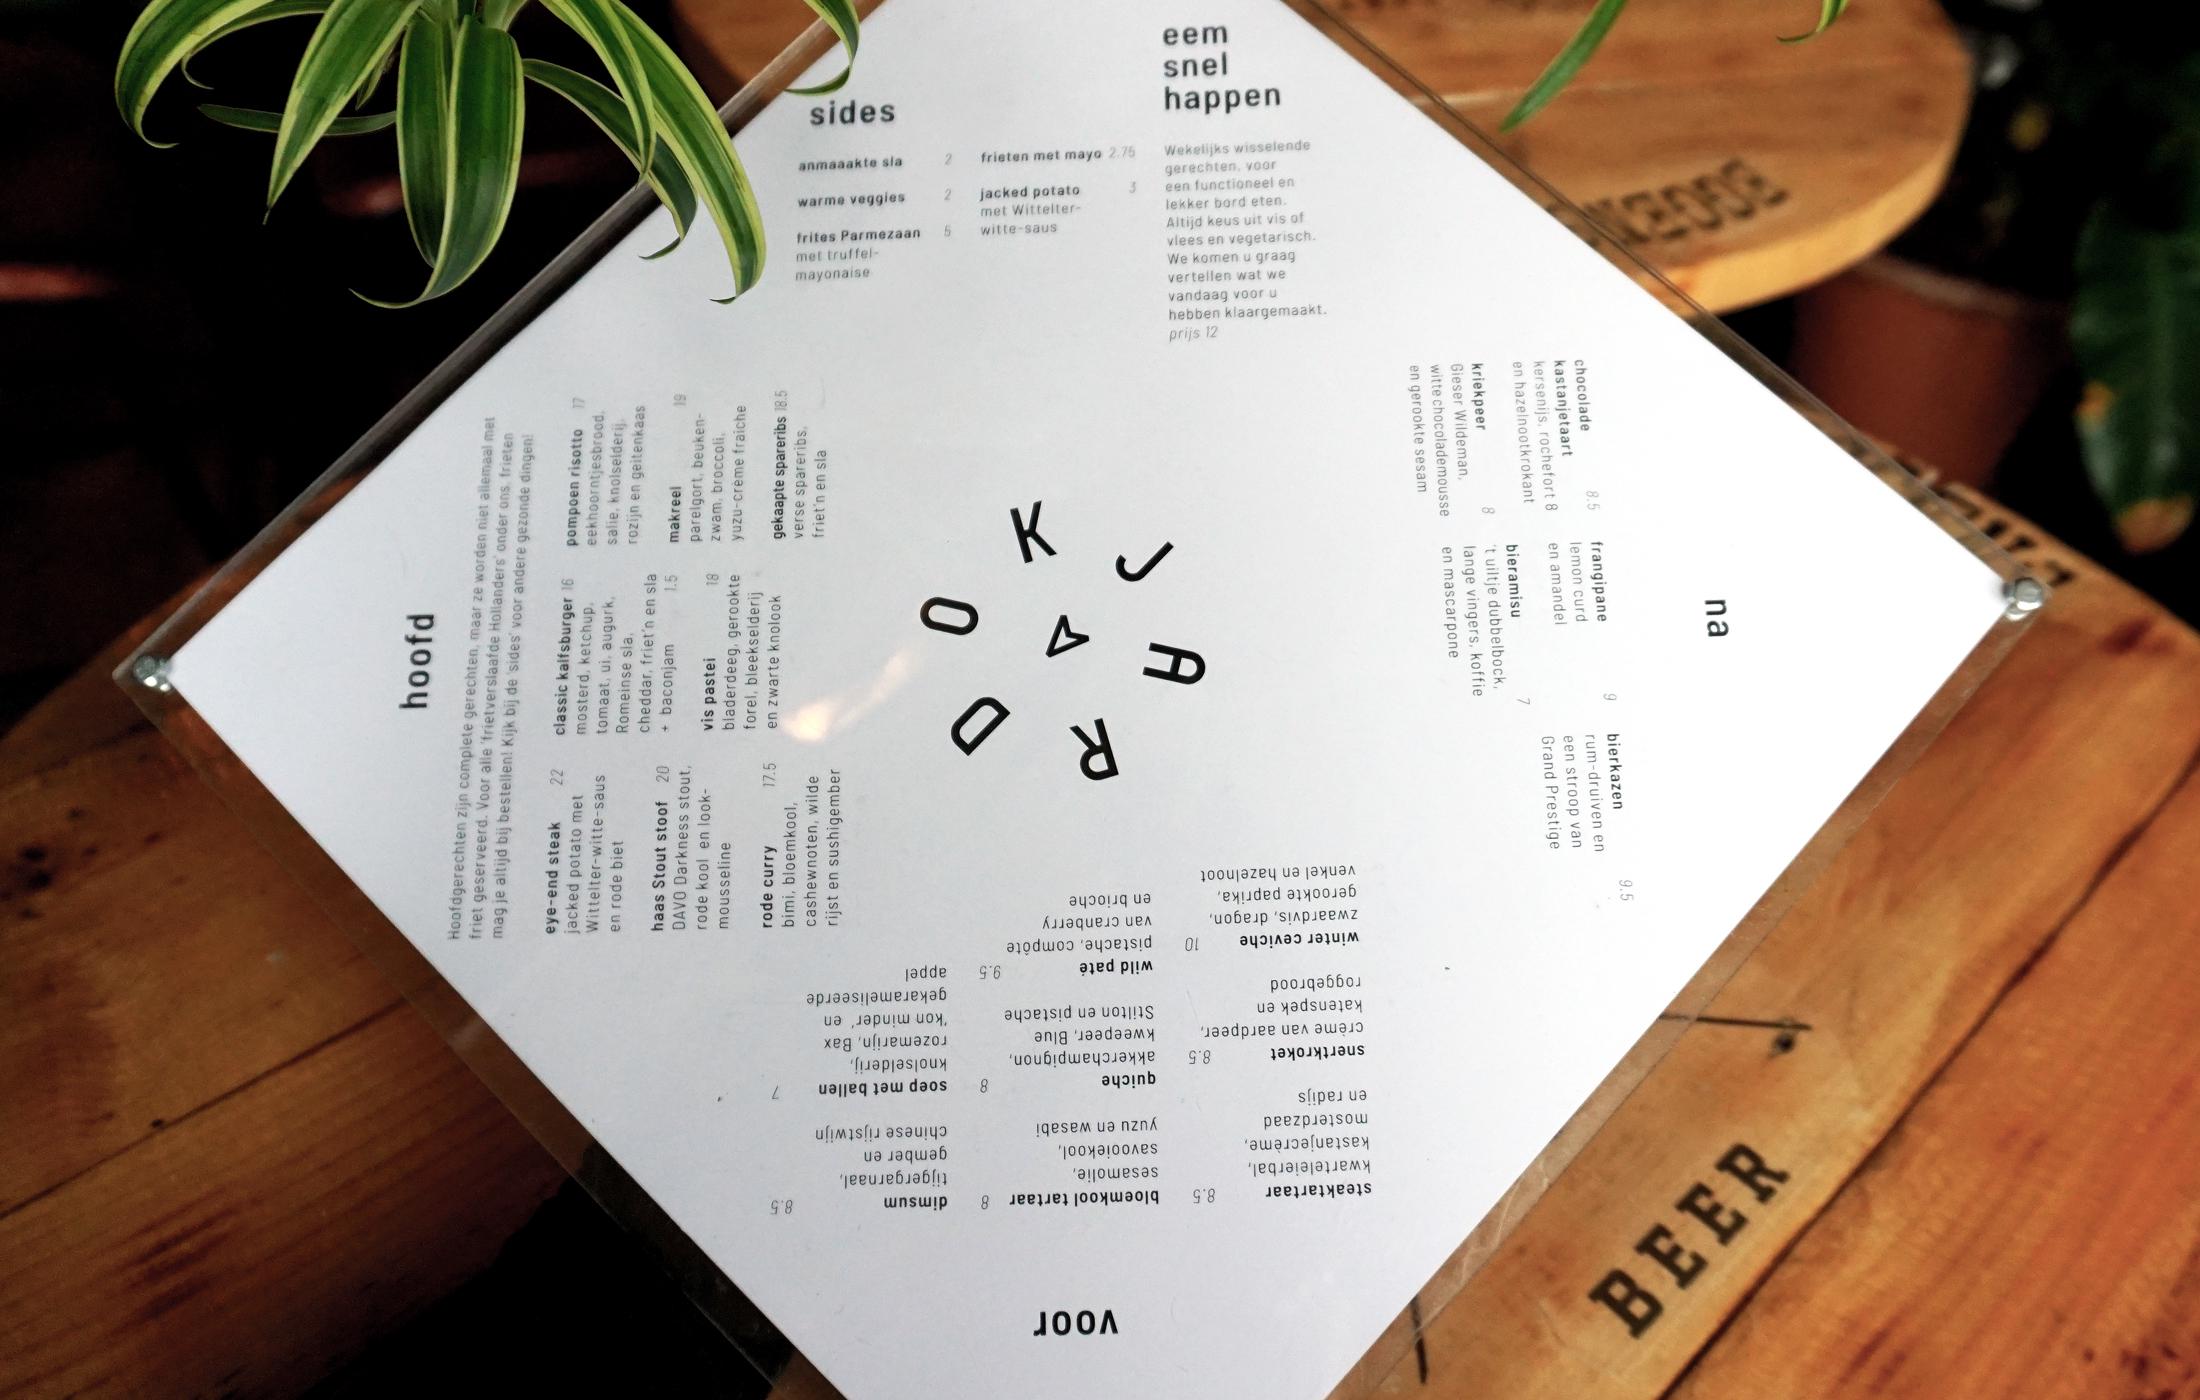 eem
snel
happen
Wekelijks wisselende
gerechten, voor
een functioneel en
lekker bord eten.
Altijd keus uit vis of
vlees en vegetarisch.
We komen u graag
vertellen wat we
vandaag voor u
hebben klaargemaakt.
prijs 12
sides
anmaaakte sla 2
warme veggies 2
frites Parmezaan 5
met truffel-
mayonaise
frieten met mayo 2.75
jacked potato 3
met Wittelter-
witte-saus
hoofd
Hoofdgerechten zijn complete gerechten, maar ze worden niet allemaal met
friet geserveerd. Voor alle 'frietverslaafde Hollanders' onder ons, frieten
mag je altijd bij bestellen! Kijk bij de 'sides' voor andere gezonde dingen!
eye-end steak 22
jacked potato met
Wittelter-witte-saus
en rode biet
haas Stout stoof 20
DAVO Darkness stout,
rode kool en look-
mousseline
rode curry 17.5
bimi, bloemkool,
cashewnoten, wilde
rijst en sushigember
classic kalfsburger 16
mosterd, ketchup,
tomaat, ui, augurk,
Romeinse sla,
cheddar, friet'n en sla
+ baconjam 1.5
vis pastei 18
bladerdeeg, gerookte
forel, bleekselderij
en zwarte knolook
pompoen risotto 17
eekhoorntjesbrood,
salie, knolselderij,
rozijn en geitenkaas
makreel 19
parelgort, beuken-
zwam, broccoli,
yuzu-crème fraiche
gekaapte spareribs 18.5
verse spareribs,
friet'n en sla
K
J
A
R
D
O
na
chocolade
kastanjetaart 8.5
kersenijs, rochefort 8
en hazelnootkrokant
kriekpeer 8
Gieser Wildeman,
witte chocolademousse
en gerookte sesam
frangipane 9
lemon curd
en amandel
bieramisu 7
't uiltje dubbelbock,
lange vingers, koffie
en mascarpone
bierkazen 9.5
rum-druiven en
een stroop van
Grand Prestige
voor
steaktartaar 8.5
kwarteleierbal,
kastanjecrème,
mosterdzaad
en radijs
snertkroket 8.5
crème van aardpeer,
katenspek en
roggebrood
winter ceviche 10
zwaardvis, dragon,
gerookte paprika,
venkel en hazelnoot
bloemkool tartaar 8
sesamolie,
savooiekool,
yuzu en wasabi
quiche 8
akkerchampignon,
kweepeer, Blue
Stilton en pistache
wild paté 9.5
pistache, compôte
van cranberry
en brioche
dimsum 8.5
tijgergarnaal,
gember en
chinese rijstwijn
soep met ballen 7
knolselderij,
rozemarijn, Bax
'kon minder' en
gekarameliseerde
appel
BEER